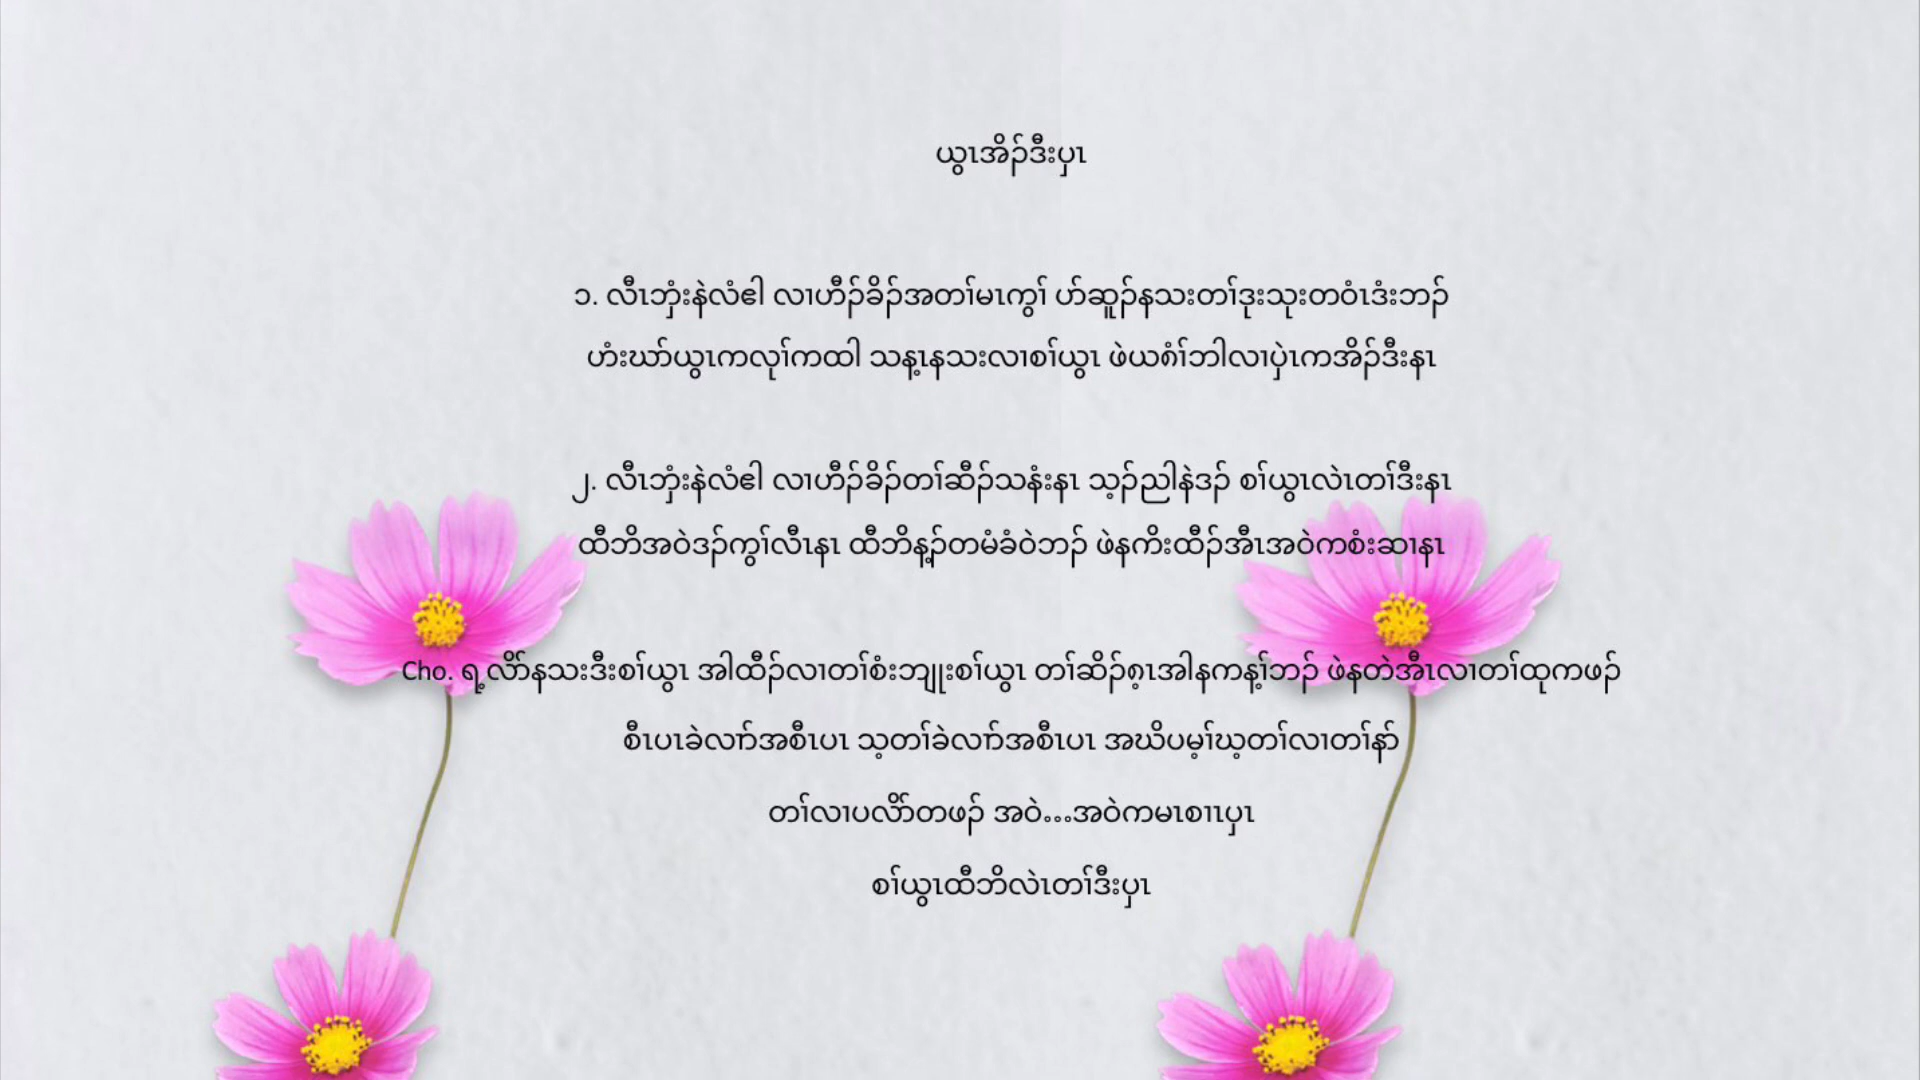 ယွၤအိၣ်ဒီးပှၤ
၁. လီၤဘှံးနဲလံဧါ လၢဟီၣ်ခိၣ်အတၢ်မၤကွၢ် ဟ်ဆူၣ်နသးတၢ်ဒုးသုးတဝံၤဒံးဘၣ်
ဟံးဃာ်ယွၤကလုၢ်ကထါ သန့ၤနသးလၢစၢ်ယွၤ ဖဲယ၈ံၢ်ဘါလၢပှဲၤကအိၣ်ဒီးနၤ
၂. လီၤဘှံးနဲလံဧါ လၢဟီၣ်ခိၣ်တၢ်ဆီၣ်သနံးနၤ သ့ၣ်ညါနဲဒၣ် စၢ်ယွၤလဲၤတၢ်ဒီးနၤ
ထီဘိအဝဲဒၣ်ကွၢ်လီၤနၤ ထီဘိန့ၣ်တမံခံဝဲဘၣ် ဖဲနကိးထီၣ်အီၤအဝဲကစံးဆၢနၤ
Cho. ရ့လိာ်နသးဒီးစၢ်ယွၤ အါထီၣ်လၢတၢ်စံးဘျုးစၢ်ယွၤ တၢ်ဆိၣ်၈့ၤအါနကန့ၢ်ဘၣ် ဖဲနတဲအီၤလၢတၢ်ထုကဖၣ်
စီၤပၤခဲလၢာ်အစီၤပၤ သ့တၢ်ခဲလၢာ်အစီၤပၤ အဃိပမ့ၢ်ဃ့တၢ်လၢတၢ်နာ်
တၢ်လၢပလိာ်တဖၣ် အဝဲ...အဝဲကမၤစၢၤပှၤ
စၢ်ယွၤထီဘိလဲၤတၢ်ဒီးပှၤ